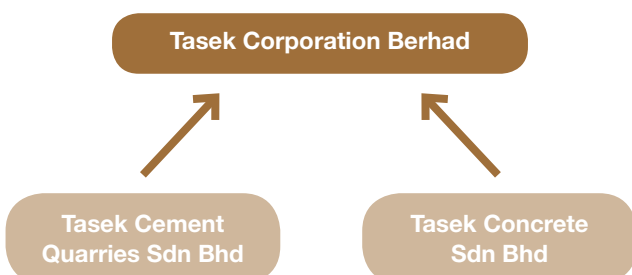 Tasek Corporation Berhad
Tasek Cement
Quarries Sdn Bhd
Tasek Concrete
Sdn Bhd